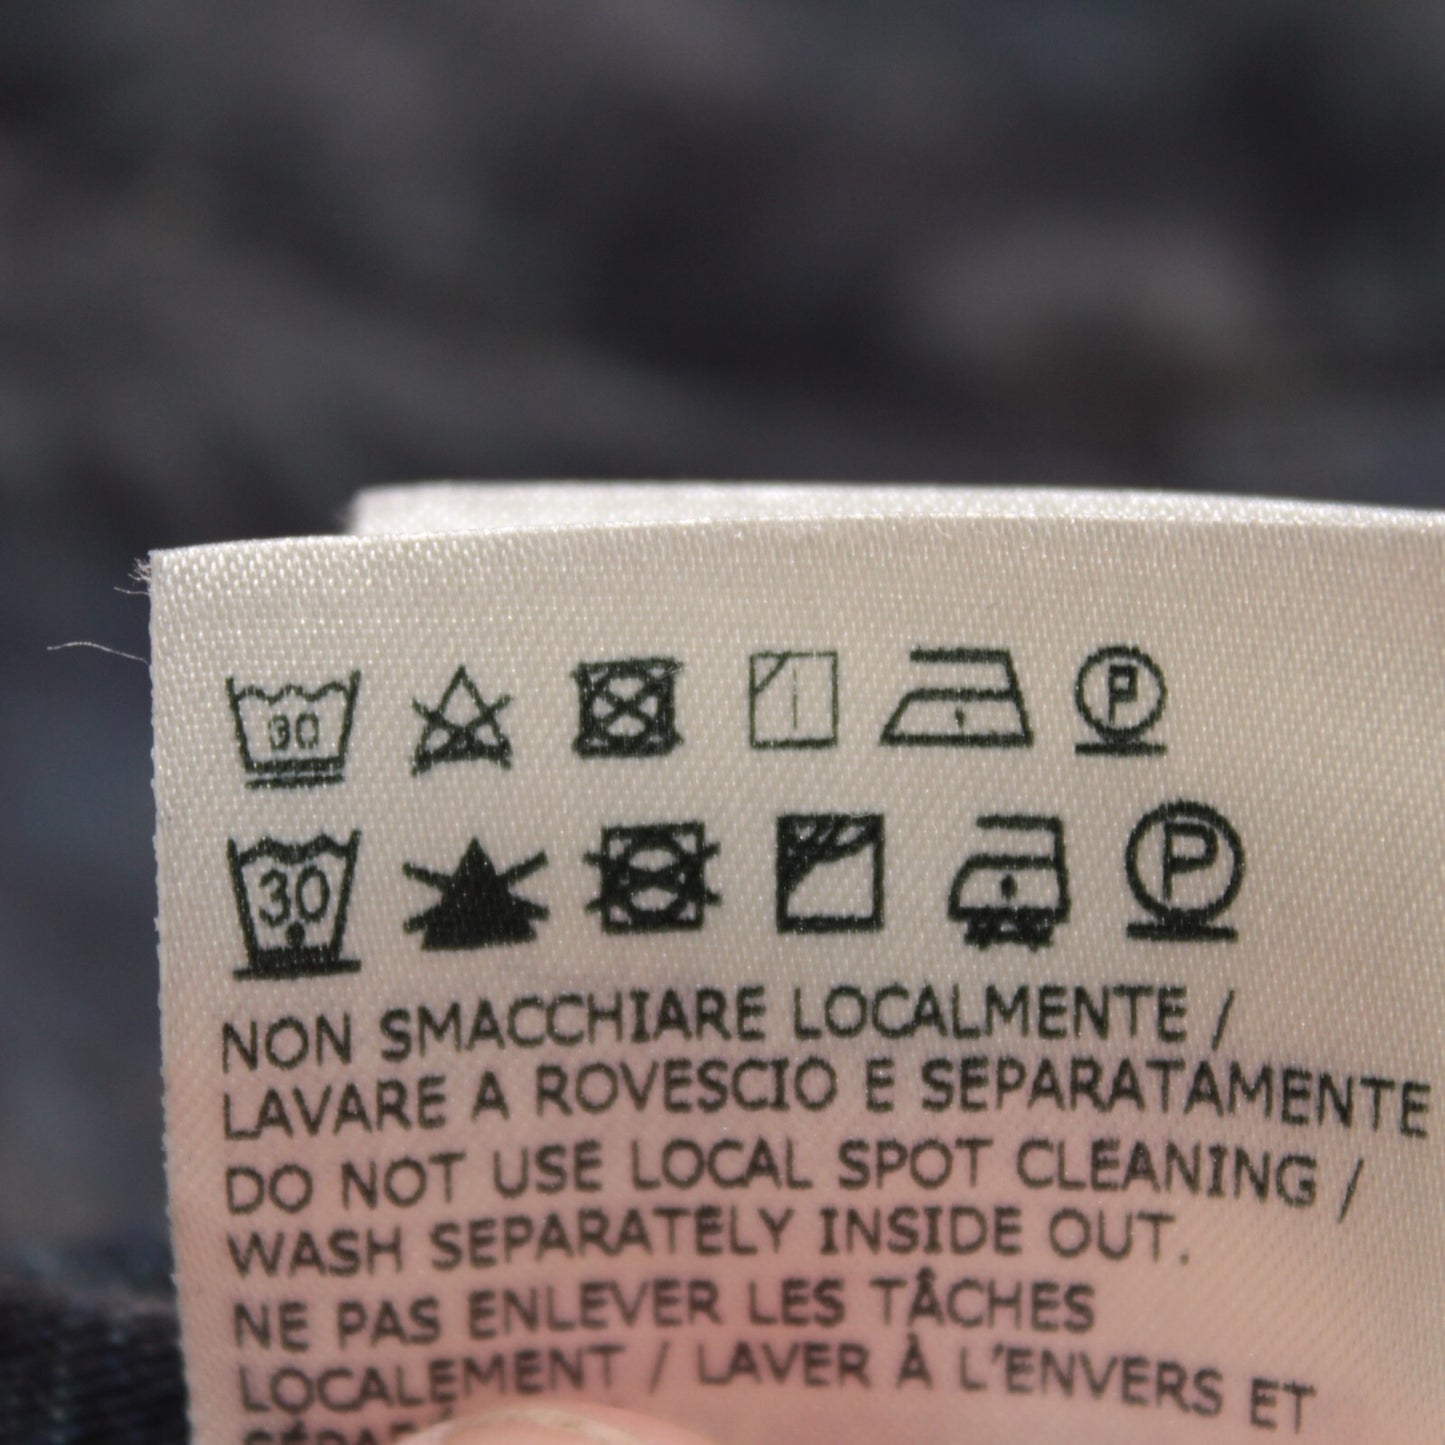 30 P
30 P
NON SMACCHIARE LOCALMENTE /
LAVARE A ROVESCIO E SEPARATAMENTE
DO NOT USE LOCAL SPOT CLEANING /
WASH SEPARATELY INSIDE OUT.
NE PAS ENLEVER LES TÂCHES
LOCALEMENT / LAVER À L'ENVERS ET